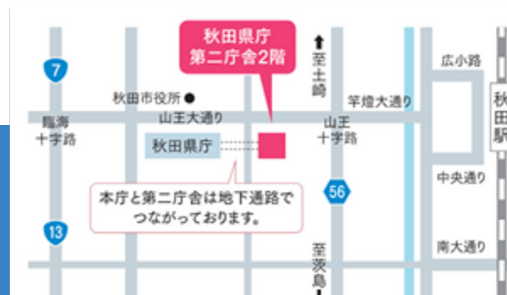 秋田県庁
第二庁舎2階
7
至土崎
広小路
秋田市役所
竿燈大通り
山王大通り
臨海
十字路
山王
十字路
秋田駅
秋田県庁
中央通り
本庁と第二庁舎は地下通路で
つながっております。
56
13
南大通り
至茨島